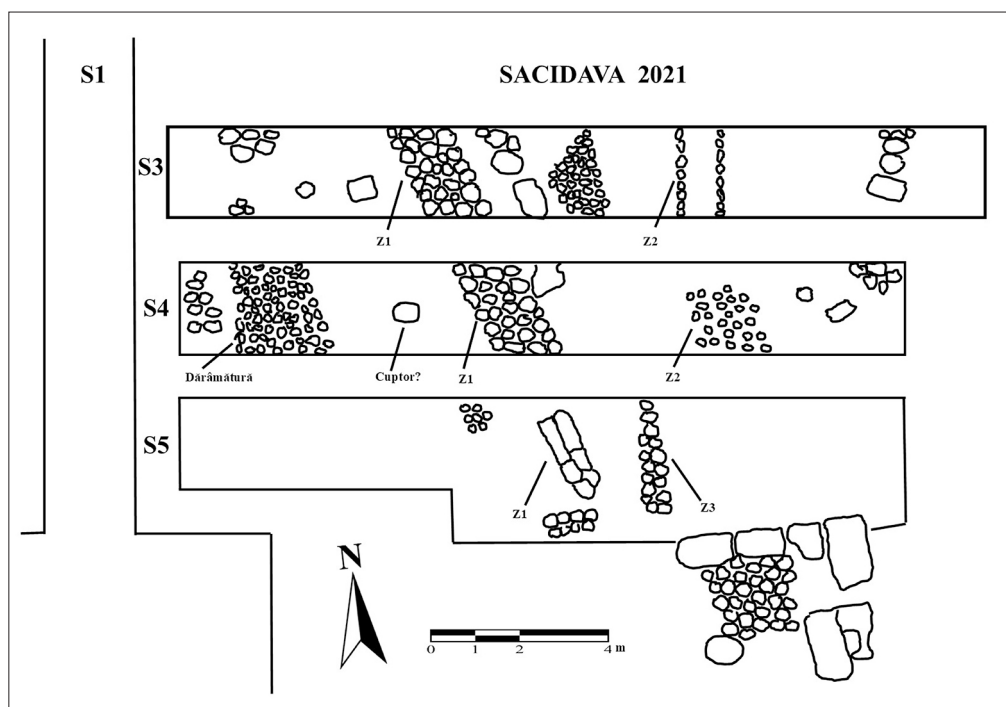 S1
SACIDAVA 2021
S3
Z1
Z2
S4
Dărâmătură
Cuptor?
Z1
Z2
S5
Z1
Z3
N
0 1 2 4 m